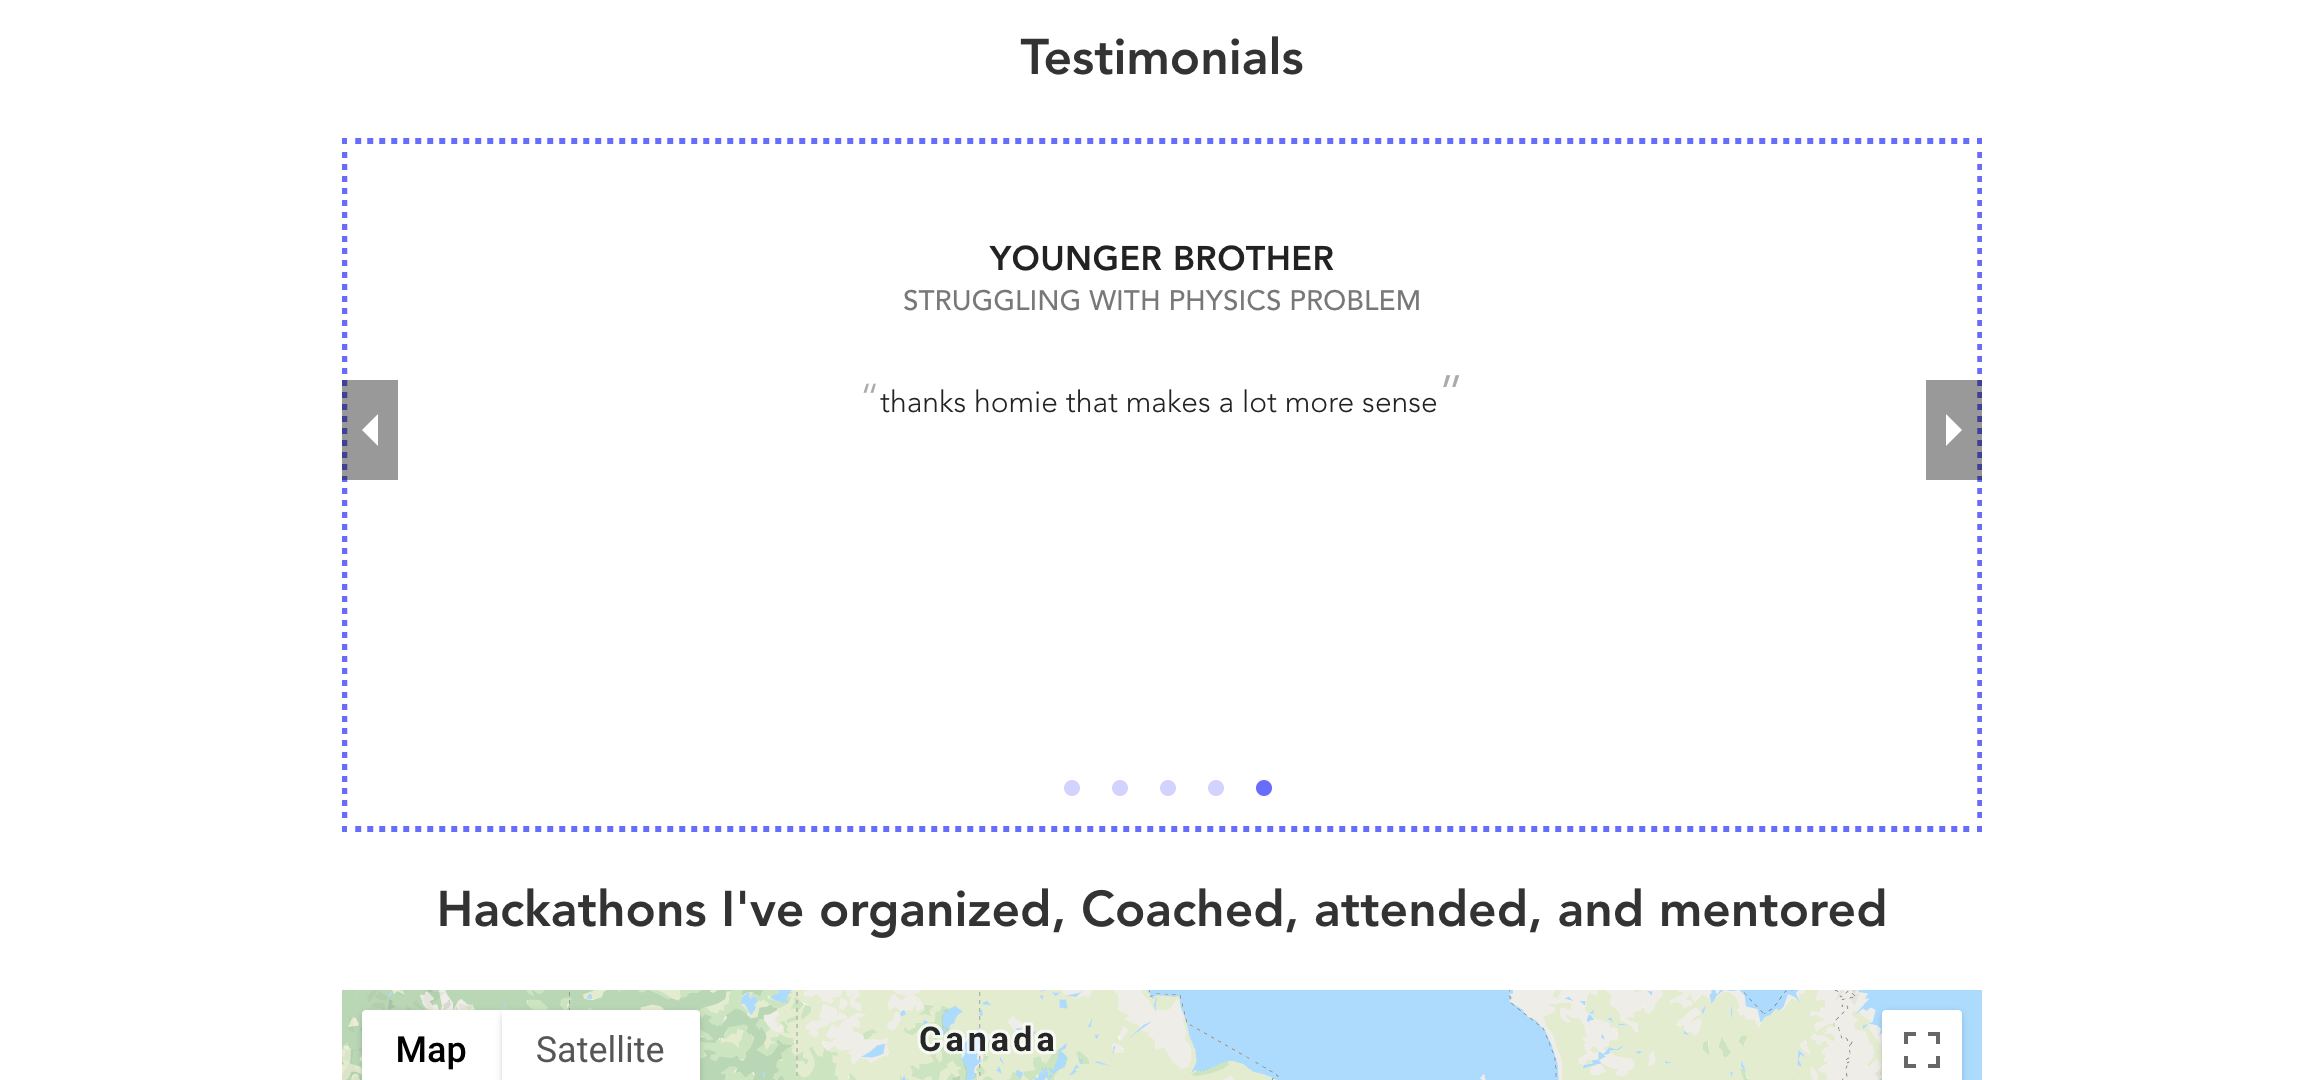 Testimonials
YOUNGER BROTHER
STRUGGLING WITH PHYSICS PROBLEM
“thanks homie that makes a lot more sense”
Hackathons I've organized, Coached, attended, and mentored
Map Satellite
Canada